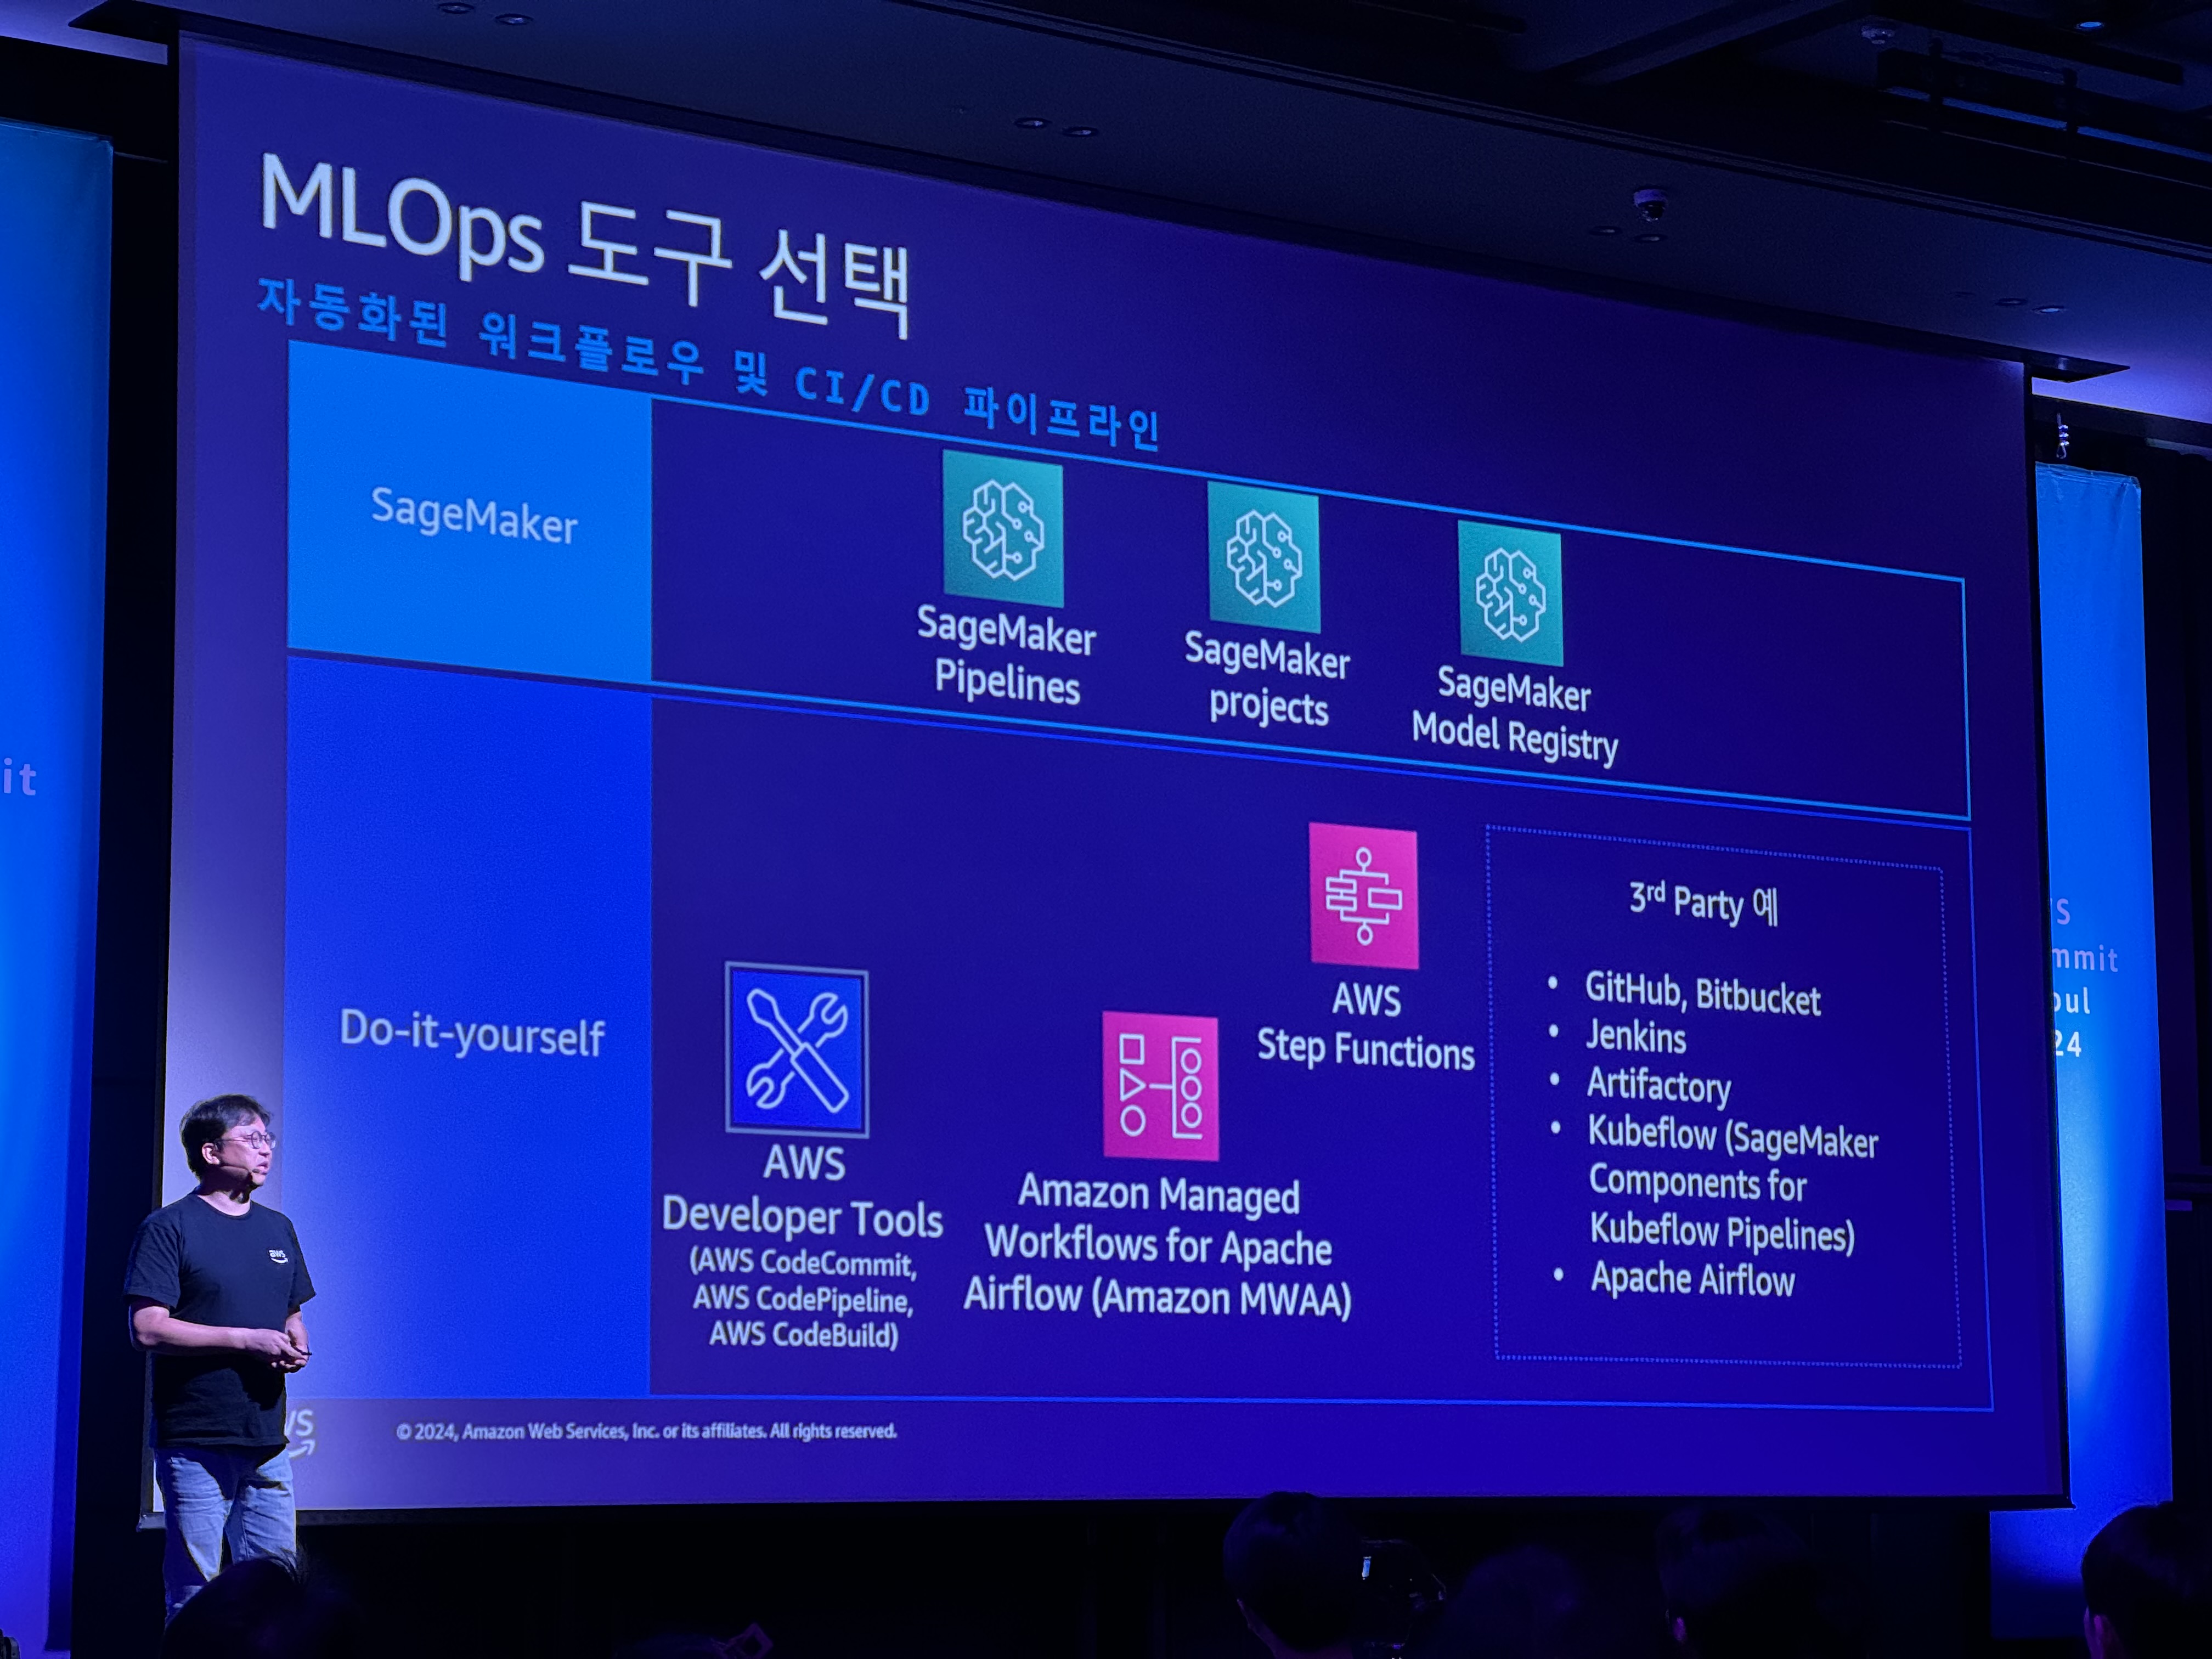 MLOps 도구 선택
자동화된 워크플로우 및 CI/CD 파이프라인
SageMaker
SageMaker
Pipelines
SageMaker
projects
SageMaker
Model Registry
Do-it-yourself
AWS
Developer Tools
(AWS CodeCommit,
AWS CodePipeline,
AWS CodeBuild)
Amazon Managed
Workflows for Apache
Airflow (Amazon MWAA)
AWS
Step Functions
3rd Party 예
• GitHub, Bitbucket
• Jenkins
• Artifactory
• Kubeflow (SageMaker
Components for
Kubeflow Pipelines)
• Apache Airflow
© 2024, Amazon Web Services, Inc. or its affiliates. All rights reserved.
aws
it
mmit
24